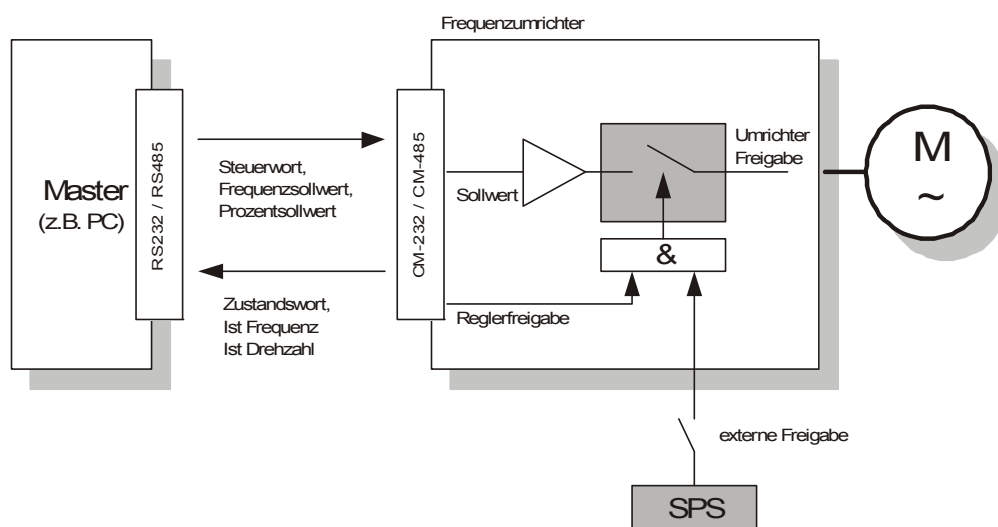 Frequenzumrichter
Master
(z.B. PC)
RS232 / RS485
Steuerwort,
Frequenzsollwert,
Prozentsollwert
Zustandswort,
Ist Frequenz
Ist Drehzahl
CM-232 / CM-485
Sollwert
Reglerfreigabe
&
Umrichter
Freigabe
M
~
externe Freigabe
SPS